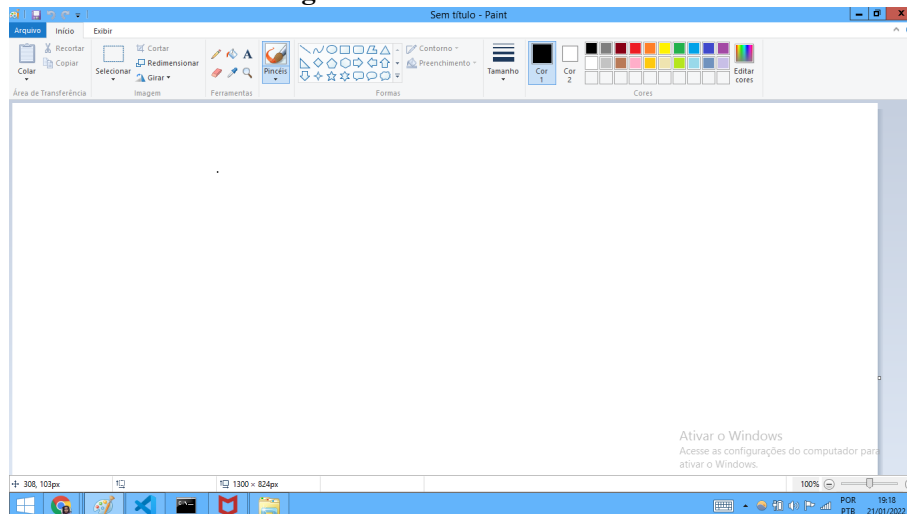 Sem título - Paint
Arquivo Início Exibir
Colar
Recortar
Copiar
Área de Transferência
Selecionar
Cortar
Redimensionar
Girar
Imagem
A
Ferramentas
Pincéis
Contorno
Preenchimento
Formas
Tamanho
Cor 1
Cor 2
Editar cores
Cores
Ativar o Windows
Acesse as configurações do computador para
ativar o Windows.
308, 103px 1300 × 824px 100%
POR 19:18
PTB 21/01/2022